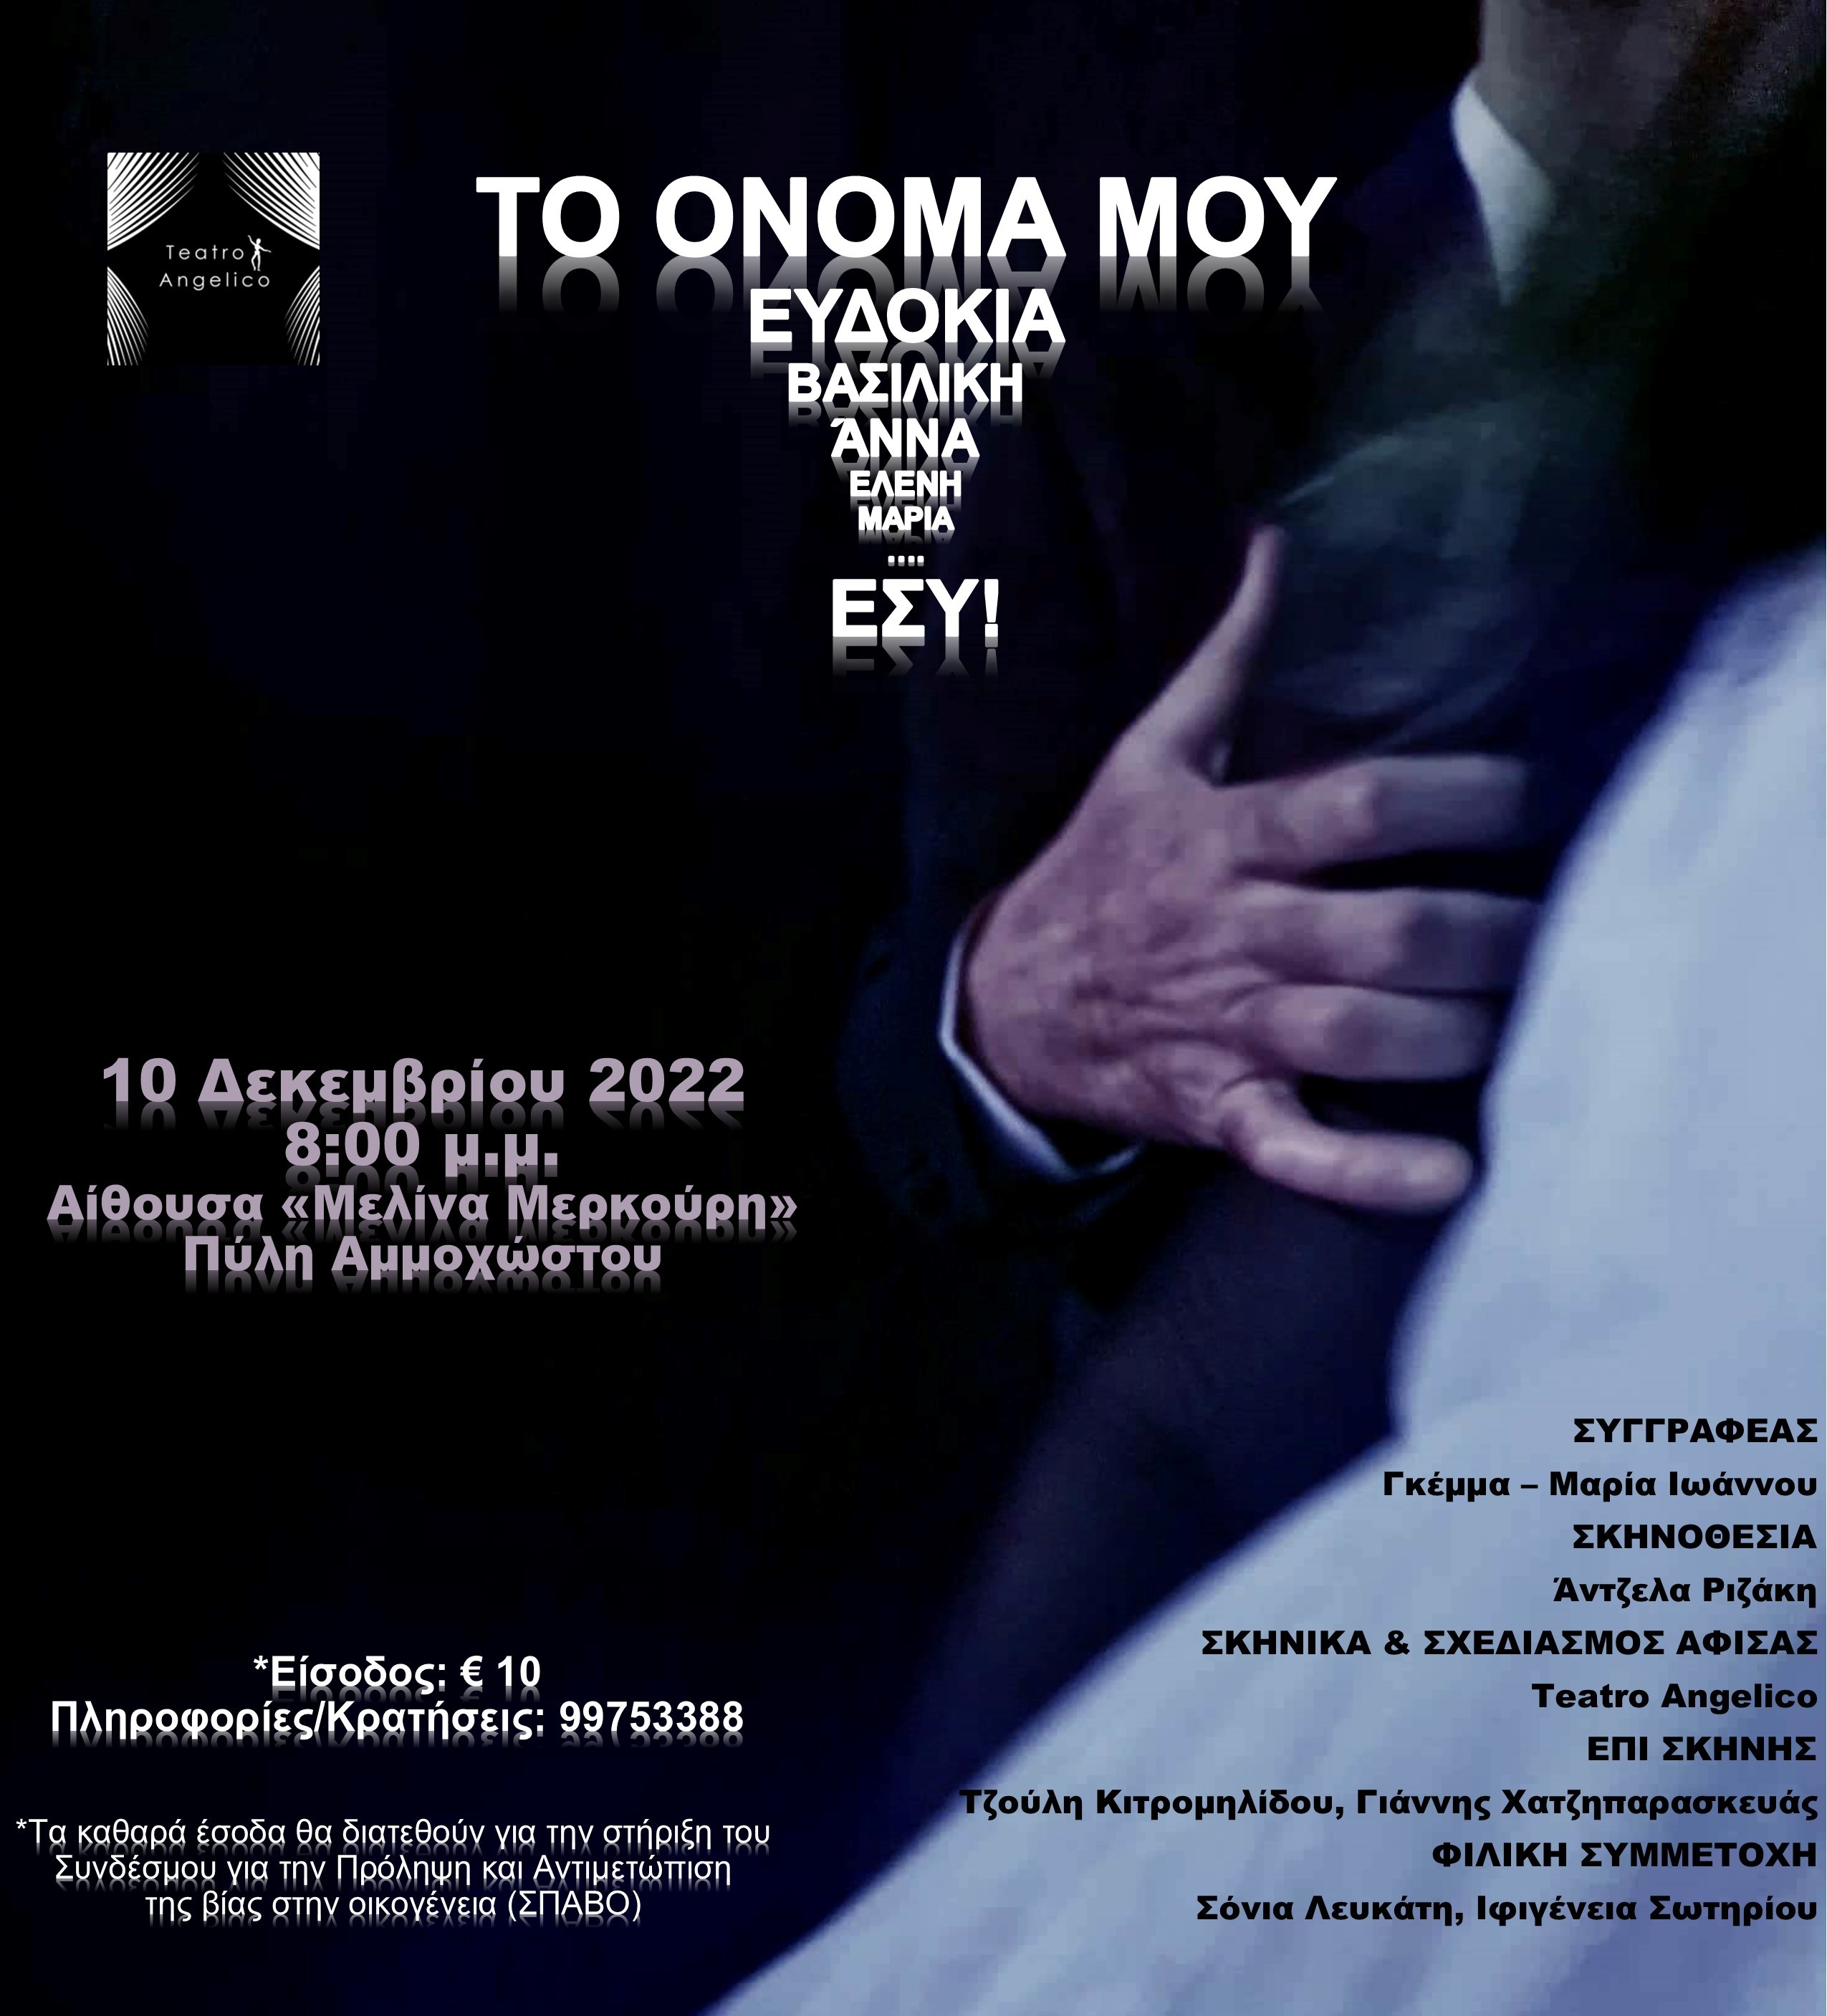 Teatro
Angelico
ΤΟ ΟΝΟΜΑ ΜΟΥ
ΕΥΔΟΚΙΑ
ΒΑΣΙΛΙΚΗ
ΆΝΝΑ
ΕΛΕΝΗ
ΜΑΡΙΑ
....
ΕΣΥ!
10 Δεκεμβρίου 2022
8:00 μ.μ.
Αίθουσα «Μελίνα Μερκούρη»
Πύλη Αμμοχώστου
*Είσοδος: € 10
Πληροφορίες/Κρατήσεις: 99753388
*Τα καθαρά έσοδα θα διατεθούν για την στήριξη του
Συνδέσμου για την Πρόληψη και Αντιμετώπιση
της βίας στην οικογένεια (ΣΠΑΒΟ)
ΣΥΓΓΡΑΦΕΑΣ
Γκέμμα – Μαρία Ιωάννου
ΣΚΗΝΟΘΕΣΙΑ
Άντζελα Ριζάκη
ΣΚΗΝΙΚΑ & ΣΧΕΔΙΑΣΜΟΣ ΑΦΙΣΑΣ
Teatro Angelico
ΕΠΙ ΣΚΗΝΗΣ
Τζούλη Κιτρομηλίδου, Γιάννης Χατζηπαρασκευάς
ΦΙΛΙΚΗ ΣΥΜΜΕΤΟΧΗ
Σόνια Λευκάτη, Ιφιγένεια Σωτηρίου